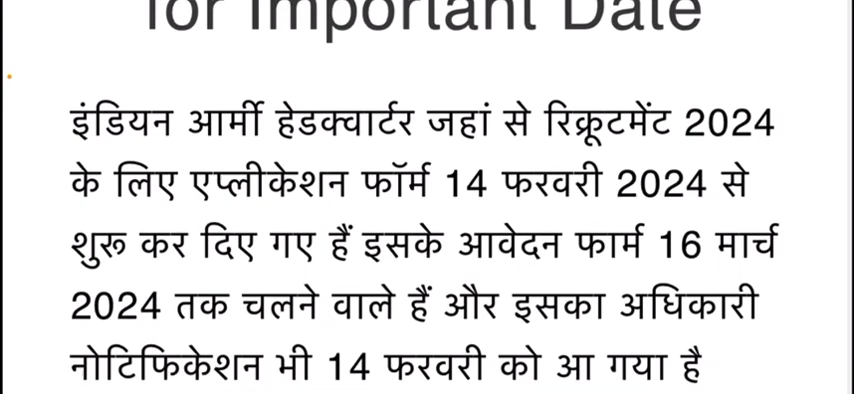 for Important Date
इंडियन आर्मी हेडक्वार्टर जहां से रिक्रूटमेंट 2024
के लिए एप्लीकेशन फॉर्म 14 फरवरी 2024 से
शुरू कर दिए गए हैं इसके आवेदन फार्म 16 मार्च
2024 तक चलने वाले हैं और इसका अधिकारी
नोटिफिकेशन भी 14 फरवरी को आ गया है